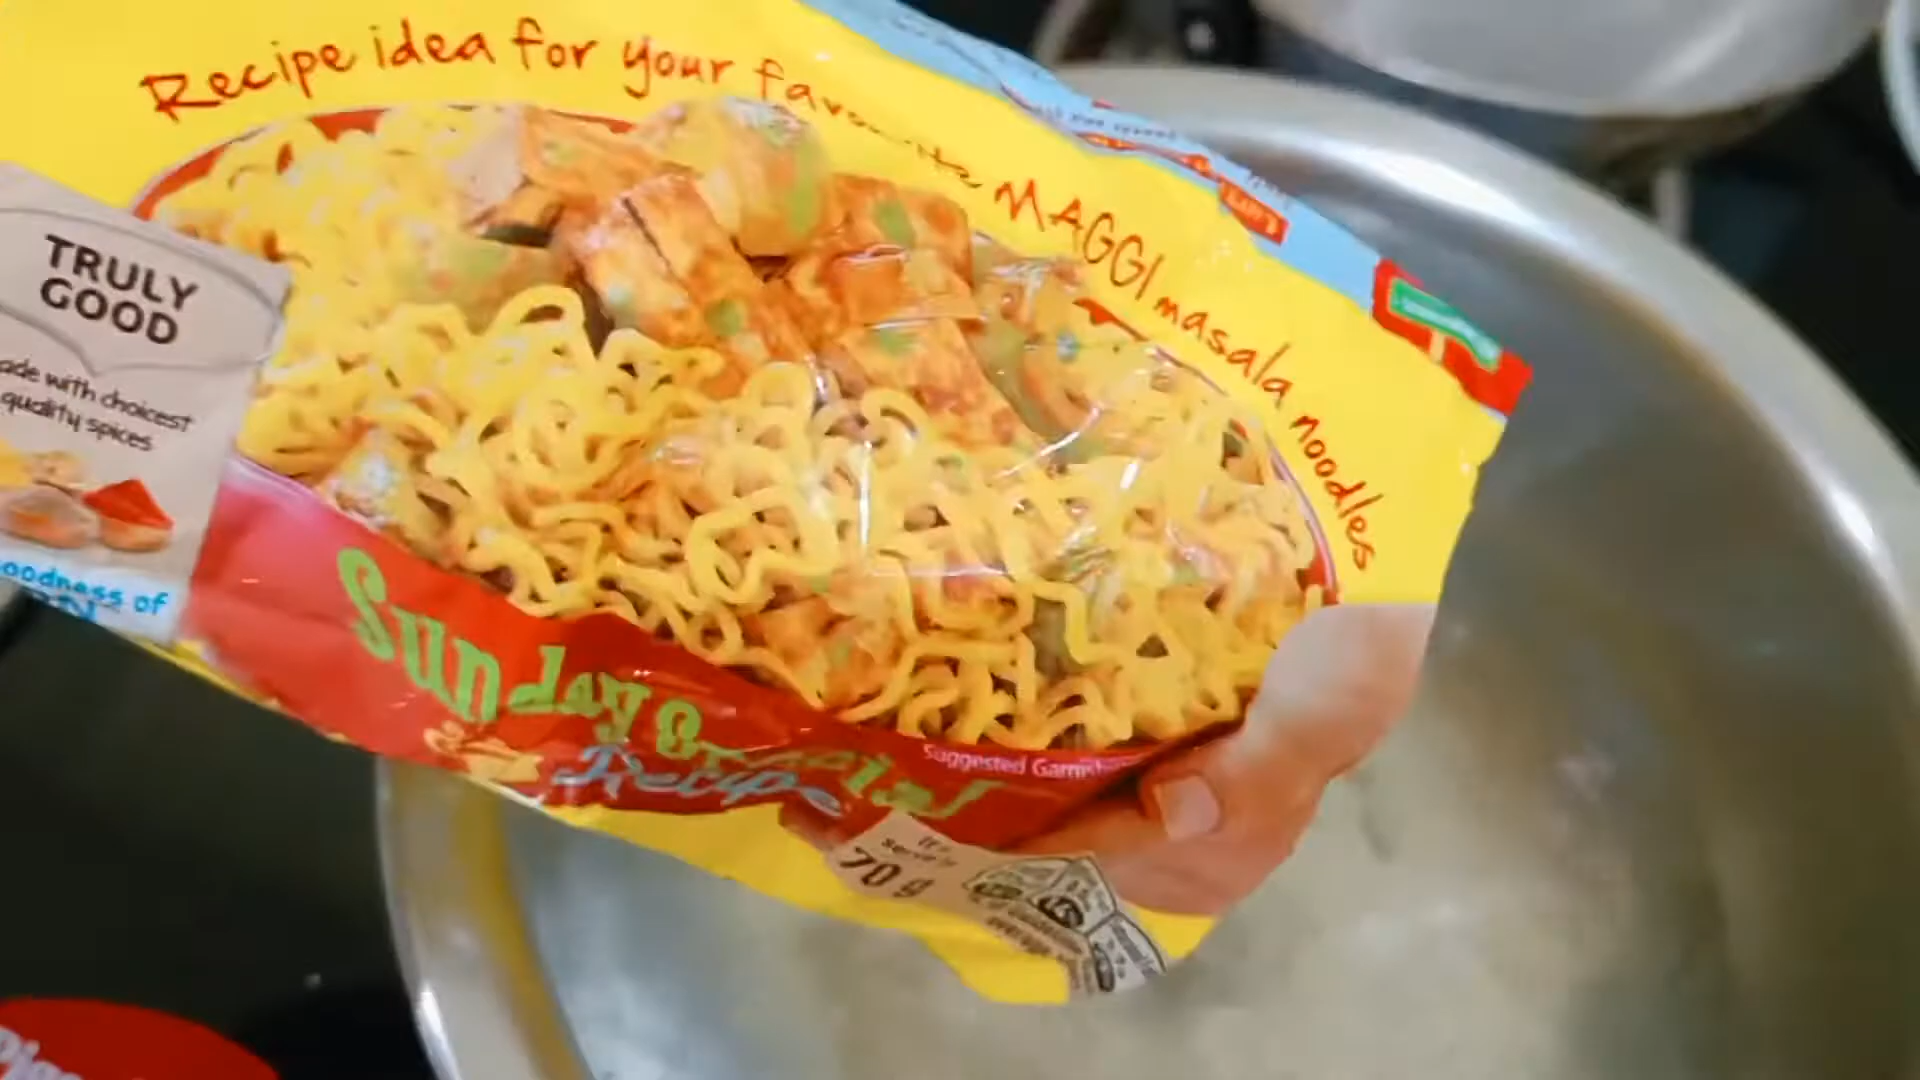 Recipe idea for your favourite MAGGI masala noodles
TRULY
GOOD
ade with choicest
quality spices
oodness of
Sunday Special
Recipe
Suggested Garnish
70 g